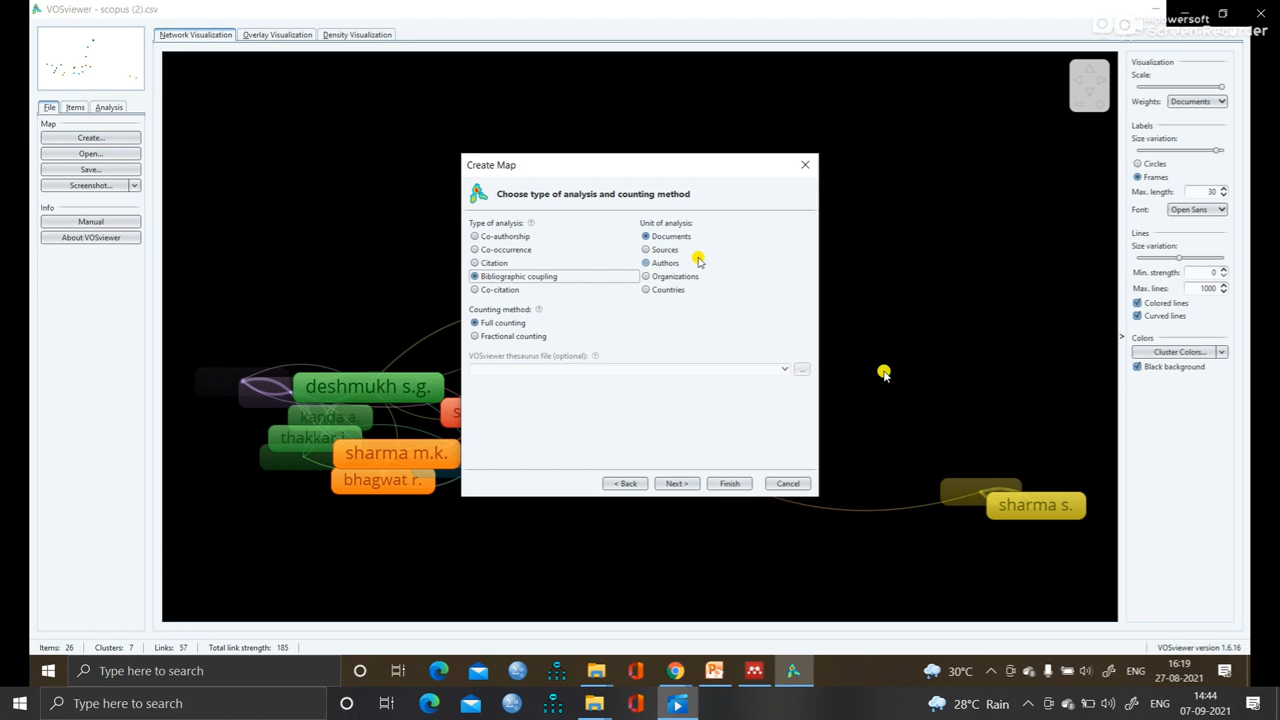 VOSviewer - scopus (2).csv
Apowersoft
Screen Recorder
Network Visualization
Overlay Visualization
Density Visualization
File
Items
Analysis
Map
Create...
Open...
Save...
Screenshot...
Info
Manual
About VOSviewer
Create Map
Choose type of analysis and counting method
Type of analysis:
Co-authorship
Co-occurrence
Citation
Bibliographic coupling
Co-citation
Unit of analysis:
Documents
Sources
Authors
Organizations
Countries
Counting method:
Full counting
Fractional counting
VOSviewer thesaurus file (optional):
< Back
Next >
Finish
Cancel
deshmukh s.g.
kanda a.
thakkar j.
sharma m.k.
bhagwat r.
sharma s.
Visualization
Scale:
Weights: Documents
Labels
Size variation:
Circles
Frames
Max. length: 30
Font: Open Sans
Lines
Size variation:
Min. strength: 0
Max. lines: 1000
Colored lines
Curved lines
Colors
Cluster Colors...
Black background
Items: 26 Clusters: 7 Links: 57 Total link strength: 185
VOSviewer version 1.6.16
Type here to search
30°C
ENG
16:19
27-08-2021
Type here to search
28°C Rain
ENG
14:44
07-09-2021